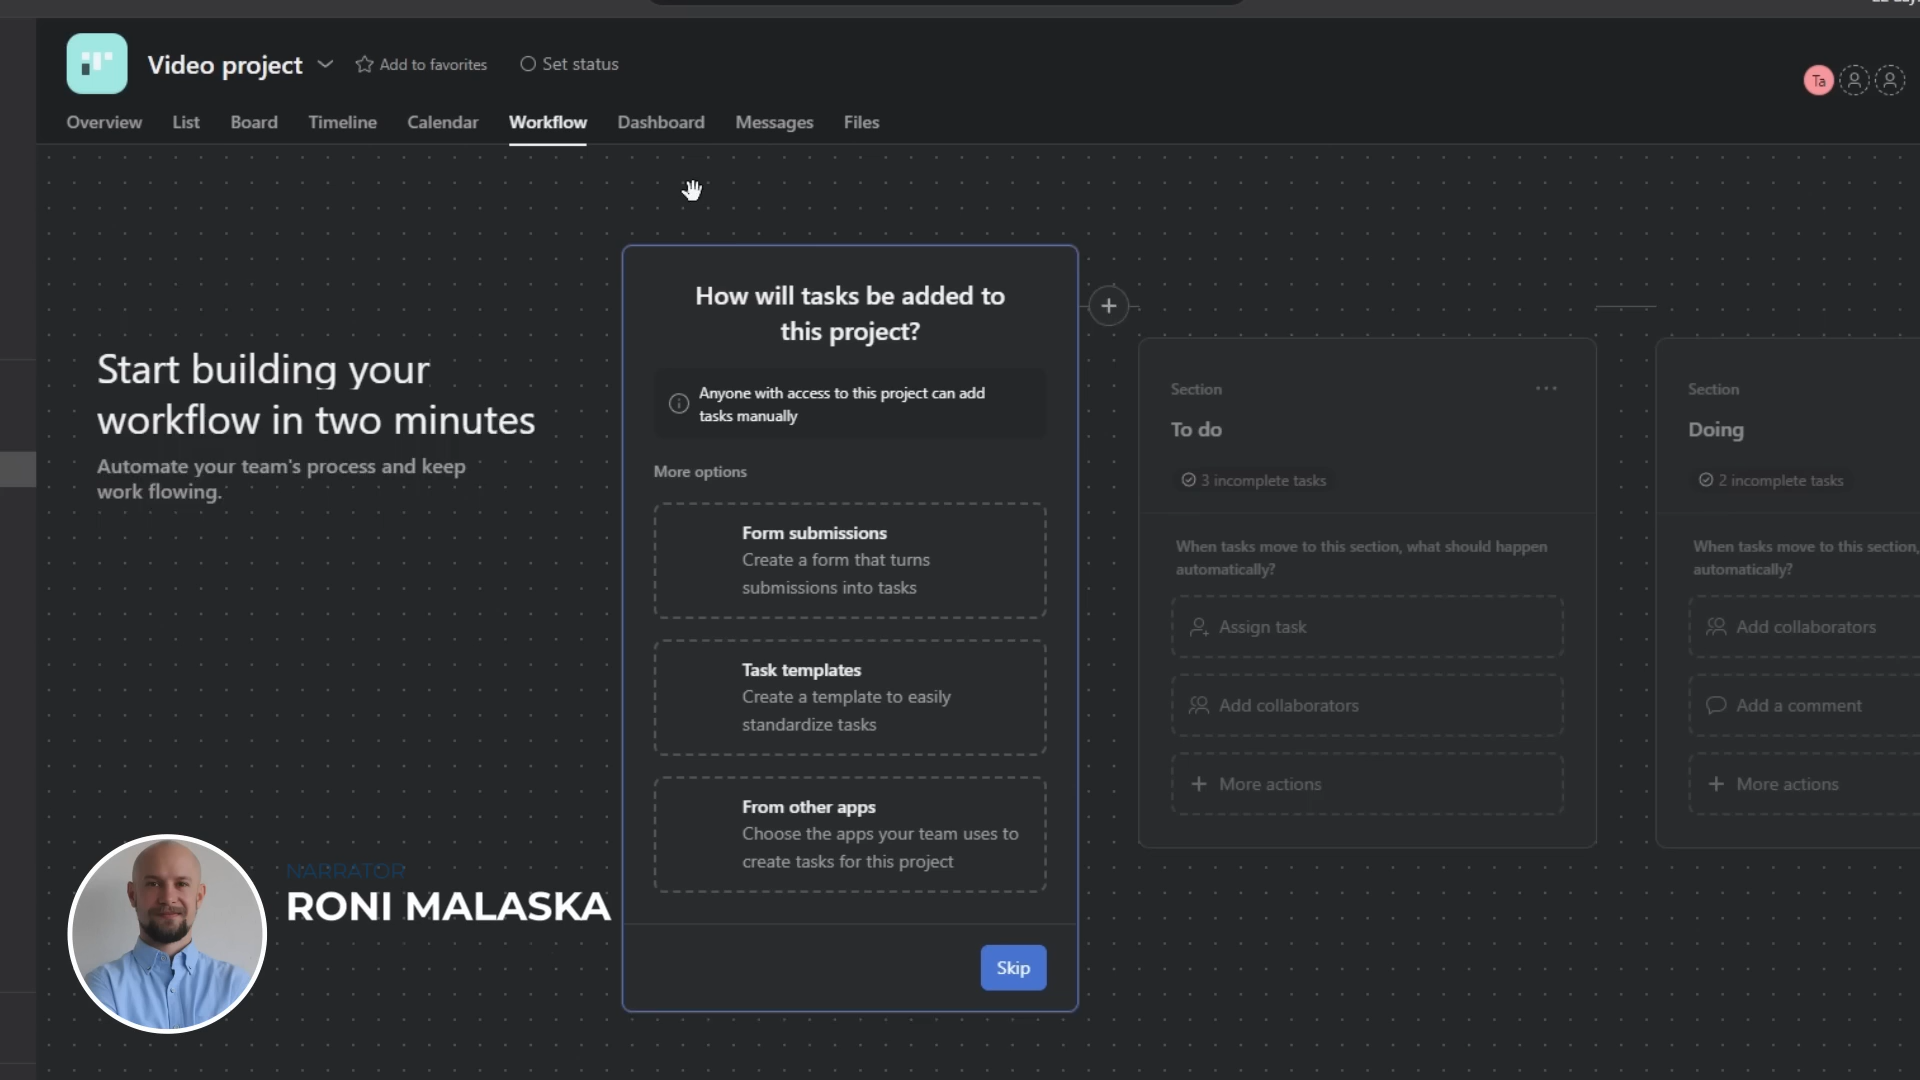 Video project
Add to favorites
Set status
Ta
Overview
List
Board
Timeline
Calendar
Workflow
Dashboard
Messages
Files
Start building your
workflow in two minutes
Automate your team's process and keep
work flowing.
How will tasks be added to
this project?
Anyone with access to this project can add
tasks manually
More options
Form submissions
Create a form that turns
submissions into tasks
Task templates
Create a template to easily
standardize tasks
From other apps
Choose the apps your team uses to
create tasks for this project
Skip
Section
To do
3 incomplete tasks
When tasks move to this section, what should happen
automatically?
Assign task
Add collaborators
More actions
Section
Doing
2 incomplete tasks
When tasks move to this section,
automatically?
Add collaborators
Add a comment
More actions
NARRATOR
RONI MALASKA